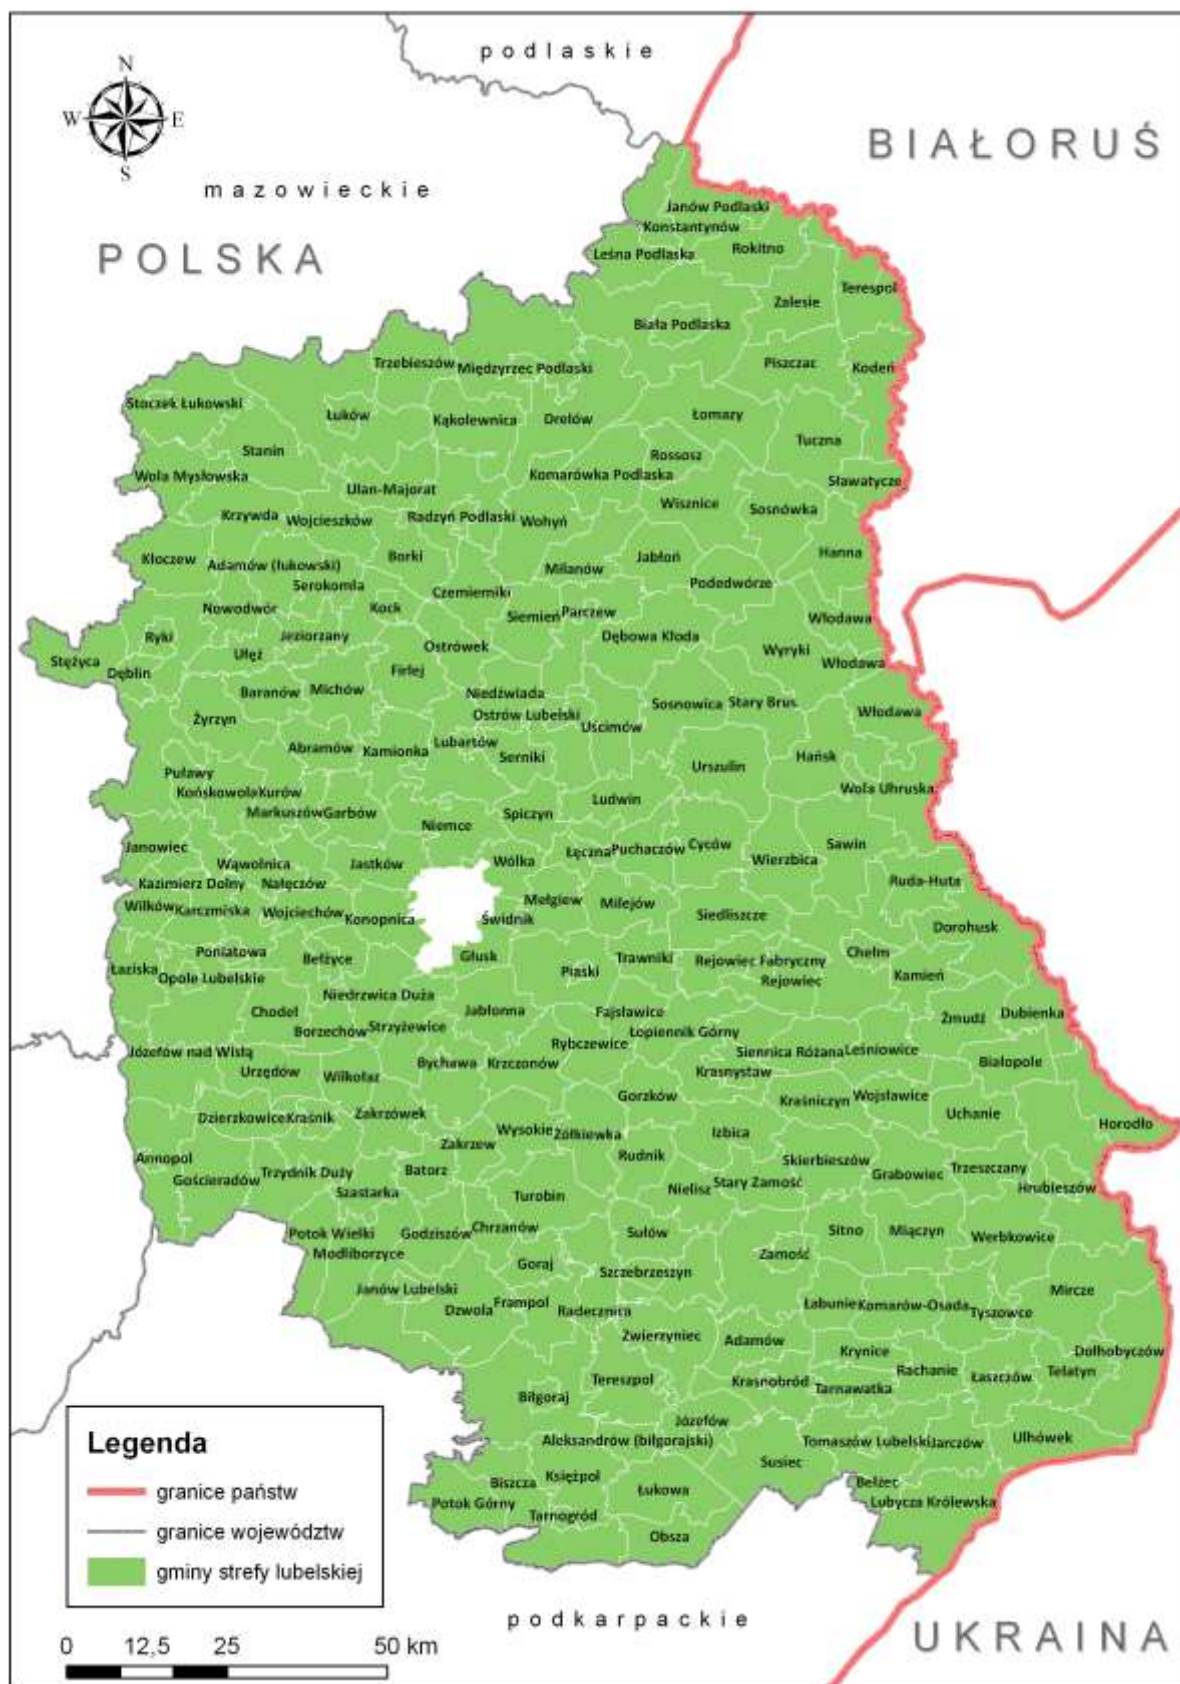 podlaskie
N
W E
S
BIAŁORUŚ
mazowieckie
POLSKA
Janów Podlaski
Konstantynów
Leśna Podlaska
Rokitno
Terespol
Zalesie
Biała Podlaska
Trzebieszów
Międzyrzec Podlaski
Piszczac
Kodeń
Stoczek Łukowski
Łuków
Kąkolewnica
Drelów
Łomazy
Tuczna
Stanin
Rossosz
Wola Mysłowska
Komarówka Podlaska
Sławatycze
Ulan-Majorat
Wisznice
Sosnówka
Krzywda
Wojcieszków
Radzyń Podlaski
Wohyń
Kłoczew
Adamów (łukowski)
Borki
Milanów
Jabłoń
Hanna
Serokomla
Czemierniki
Podedwórze
Nowodwór
Kock
Siemień
Parczew
Włodawa
Ryki
Jeziorzany
Dębowa Kłoda
Stężyca
Dęblin
Ułęż
Ostrówek
Firlej
Wyryki
Włodawa
Baranów
Michów
Niedźwiada
Sosnowica
Stary Brus
Żyrzyn
Ostrów Lubelski
Uścimów
Włodawa
Abramów
Kamionka
Lubartów
Serniki
Hańsk
Puławy
Urszulin
Końskowola
Kurów
Ludwin
Wola Uhruska
Markuszów
Garbów
Niemce
Spiczyn
Janowiec
Wąwolnica
Jastków
Wólka
Łęczna
Puchaczów
Cyców
Wierzbica
Sawin
Kazimierz Dolny
Nałęczów
Ruda-Huta
Wilków
Karczmiska
Wojciechów
Konopnica
Świdnik
Mełgiew
Milejów
Siedliszcze
Dorohusk
Łaziska
Poniatowa
Bełżyce
Głusk
Piaski
Trawniki
Rejowiec Fabryczny
Chełm
Opole Lubelskie
Rejowiec
Kamień
Niedrzwica Duża
Chodel
Jabłonna
Fajsławice
Żmudź
Dubienka
Borzechów
Strzyżewice
Łopiennik Górny
Józefów nad Wisłą
Rybczewice
Siennica Różana
Leśniowice
Urzędów
Wilkołaz
Bychawa
Krzczonów
Krasnystaw
Białopole
Gorzków
Kraśniczyn
Wojsławice
Dzierzkowice
Kraśnik
Zakrzówek
Uchanie
Horodło
Wysokie
Żółkiewka
Izbica
Zakrzew
Annopol
Gościeradów
Trzydnik Duży
Batorz
Rudnik
Skierbieszów
Grabowiec
Trzeszczany
Szastarka
Turobin
Nielisz
Stary Zamość
Hrubieszów
Potok Wielki
Godziszów
Chrzanów
Sułów
Sitno
Miączyn
Werbkowice
Modliborzyce
Goraj
Szczebrzeszyn
Zamość
Janów Lubelski
Mircze
Dzwola
Frampol
Radecznica
Łabunie
Komarów-Osada
Tyszowce
Zwierzyniec
Adamów
Krynice
Dołhobyczów
Biłgoraj
Tereszpol
Krasnobród
Tarnawatka
Rachanie
Łaszczów
Telatyn
Józefów
Aleksandrów (biłgorajski)
Tomaszów Lubelski
Jarczów
Ulhówek
Susiec
Biszcza
Księżpol
Łukowa
Bełżec
Potok Górny
Tarnogród
Lubycza Królewska
Obsza
Legenda
granice państw
granice województw
gminy strefy lubelskiej
podkarpackie
UKRAINA
0 12,5 25 50 km